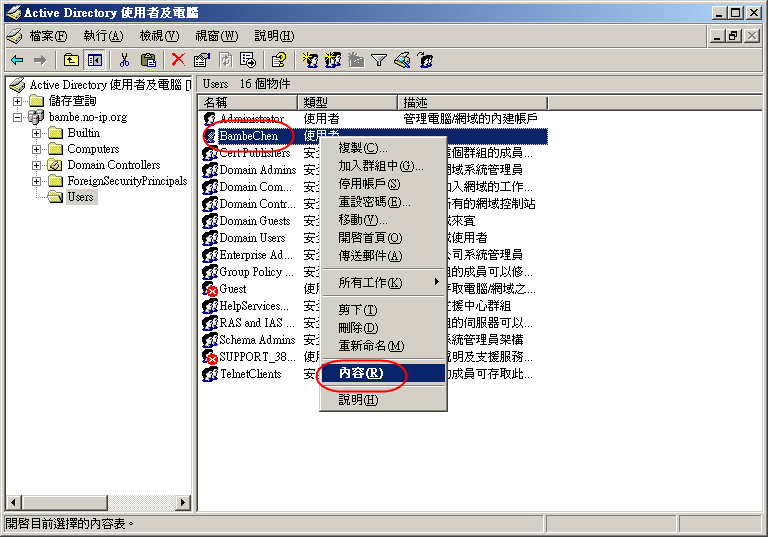 Active Directory 使用者及電腦
檔案(F) 執行(A) 檢視(V) 視窗(W) 說明(H)
Active Directory 使用者及電腦 [
儲存查詢
bambe.no-ip.org
Builtin
Computers
Domain Controllers
ForeignSecurityPrincipals
Users
Users 16 個物件
名稱 類型 描述
Administrator 使用者 管理電腦/網域的內建帳戶
BambeChen 使用者
Cert Publishers 安 這個群組的成員...
Domain Admins 安 網域系統管理員
Domain Com... 安 加入網域的工作...
Domain Contr... 安 所有的網域控制站
Domain Guests 安 來賓
Domain Users 安 使用者
Enterprise Ad... 安 公司系統管理員
Group Policy ... 安 的成員可以修...
Guest 使 存取電腦/網域之...
HelpServices... 安 支援中心群組
RAS and IAS ... 安 的伺服器可以...
Schema Admins 安 系統管理員架構
SUPPORT_38... 使 說明及支援服務...
TelnetClients 安 的成員可存取此...
複製(C)...
加入群組中(G)...
停用帳戶(S)
重設密碼(E)...
移動(V)...
開啓首頁(O)
傳送郵件(A)
所有工作(K)
剪下(T)
刪除(D)
重新命名(M)
內容(R)
說明(H)
開啓目前選擇的內容表。